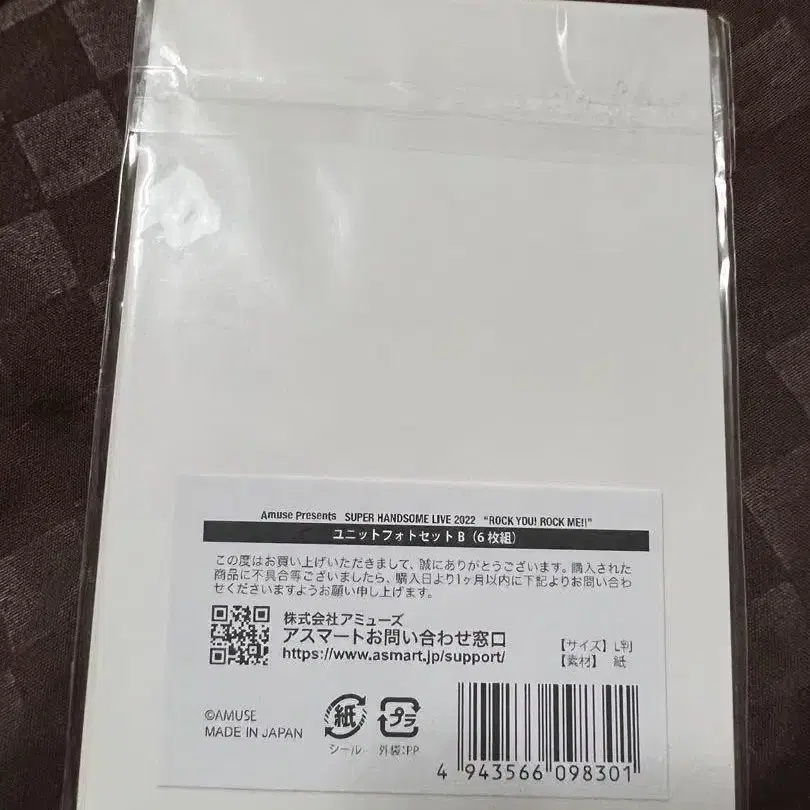 Amuse Presents SUPER HANDSOME LIVE 2022 “ROCK YOU! ROCK ME!!”
ユニットフォトセット B（6 枚組）
この度はお買い上げいただきまして、誠にありがとうございます。購入された
商品に不具合等ございましたら、購入日より1ヶ月以内に下記よりお問い合わ
せくださいますようお願い申し上げます。
株式会社アミューズ
アスマートお問い合わせ窓口
https://www.asmart.jp/support/
【サイズ】L判
【素材】 紙
©AMUSE
MADE IN JAPAN
紙
シール
プラ
外袋:PP
4 943566 098301